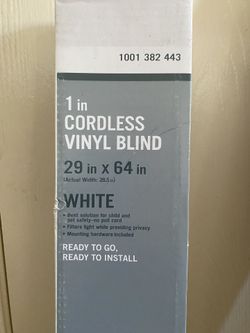 1001 382 443
1 in
CORDLESS
VINYL BLIND
29 in x 64 in
(Actual Width: 28.5 in)
WHITE
• Best solution for child and
pet safety–no pull cord
• Filters light while providing privacy
• Mounting hardware included
READY TO GO,
READY TO INSTALL